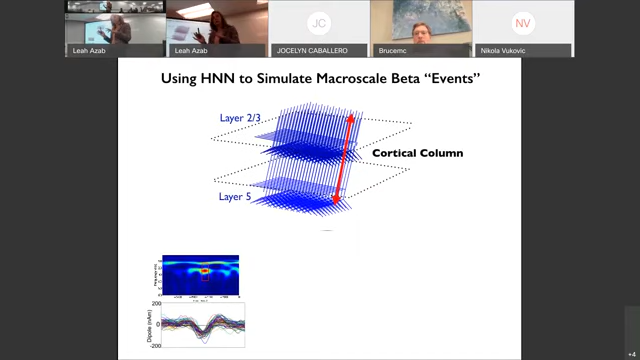 JC
NV
Leah Azab
Leah Azab
JOCELYN CABALLERO
Brucemc
Nikola Vukovic
Using HNN to Simulate Macroscale Beta “Events”
Layer 2/3
Cortical Column
Layer 5
200
0
-200
Dipole (nAm)
+4